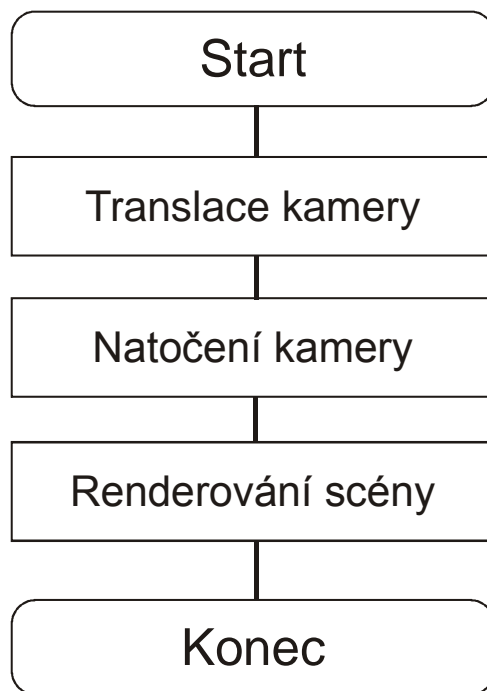 Start
Translace kamery
Natočení kamery
Renderování scény
Konec